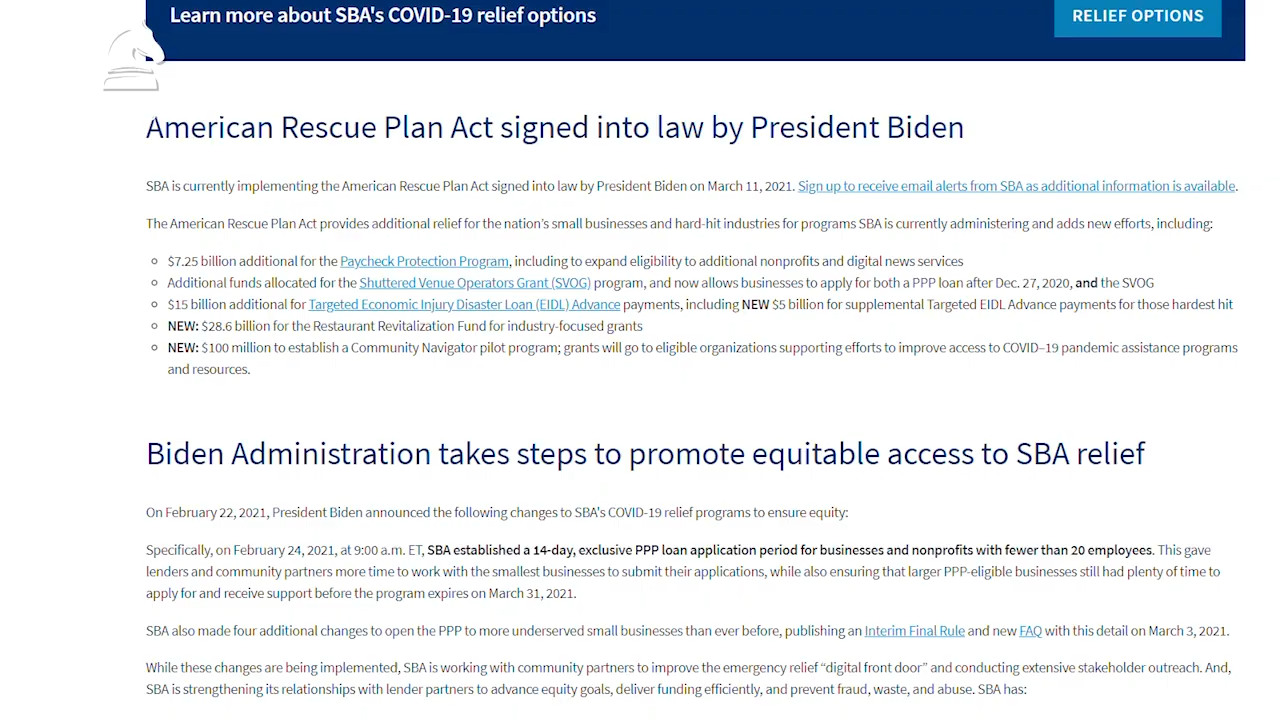 Learn more about SBA's COVID-19 relief options
RELIEF OPTIONS
American Rescue Plan Act signed into law by President Biden
SBA is currently implementing the American Rescue Plan Act signed into law by President Biden on March 11, 2021. Sign up to receive email alerts from SBA as additional information is available.
The American Rescue Plan Act provides additional relief for the nation’s small businesses and hard-hit industries for programs SBA is currently administering and adds new efforts, including:
$7.25 billion additional for the Paycheck Protection Program, including to expand eligibility to additional nonprofits and digital news services
Additional funds allocated for the Shuttered Venue Operators Grant (SVOG) program, and now allows businesses to apply for both a PPP loan after Dec. 27, 2020, and the SVOG
$15 billion additional for Targeted Economic Injury Disaster Loan (EIDL) Advance payments, including NEW $5 billion for supplemental Targeted EIDL Advance payments for those hardest hit
NEW: $28.6 billion for the Restaurant Revitalization Fund for industry-focused grants
NEW: $100 million to establish a Community Navigator pilot program; grants will go to eligible organizations supporting efforts to improve access to COVID–19 pandemic assistance programs
and resources.
Biden Administration takes steps to promote equitable access to SBA relief
On February 22, 2021, President Biden announced the following changes to SBA's COVID-19 relief programs to ensure equity:
Specifically, on February 24, 2021, at 9:00 a.m. ET, SBA established a 14-day, exclusive PPP loan application period for businesses and nonprofits with fewer than 20 employees. This gave
lenders and community partners more time to work with the smallest businesses to submit their applications, while also ensuring that larger PPP-eligible businesses still had plenty of time to
apply for and receive support before the program expires on March 31, 2021.
SBA also made four additional changes to open the PPP to more underserved small businesses than ever before, publishing an Interim Final Rule and new FAQ with this detail on March 3, 2021.
While these changes are being implemented, SBA is working with community partners to improve the emergency relief “digital front door” and conducting extensive stakeholder outreach. And,
SBA is strengthening its relationships with lender partners to advance equity goals, deliver funding efficiently, and prevent fraud, waste, and abuse. SBA has: